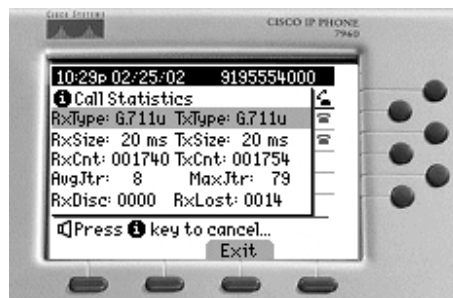 CISCO SYSTEMS
CISCO IP PHONE
7960
10:29p 02/25/02 9195554000
Call Statistics
RxType: G.711u TxType: G.711u
RxSize: 20 ms TxSize: 20 ms
RxCnt: 001740 TxCnt: 001754
AvgJtr: 8 MaxJtr: 79
RxDisc: 0000 RxLost: 0014
Press i key to cancel...
Exit